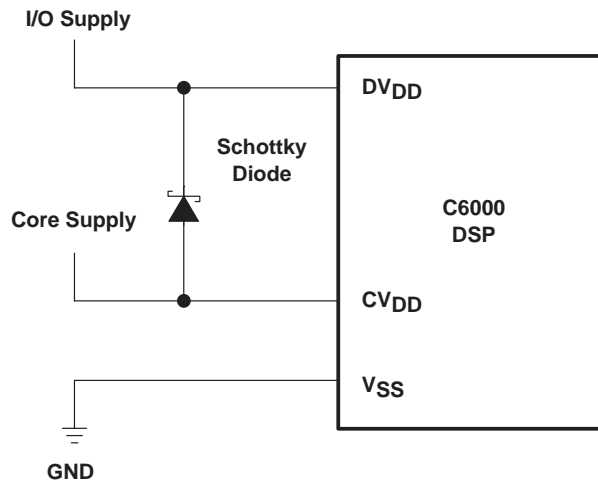 I/O Supply
DVDD
Schottky
Diode
C6000
DSP
Core Supply
CVDD
VSS
GND